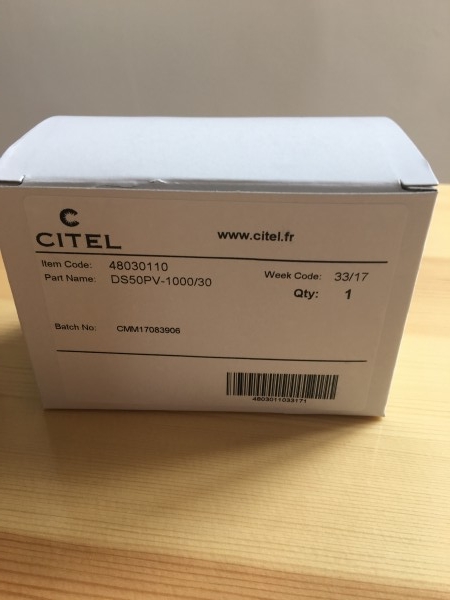 CITEL
www.citel.fr
Item Code: 48030110
Week Code: 33/17
Part Name: DS50PV-1000/30
Qty: 1
Batch No: CMM17083906
4803011033171